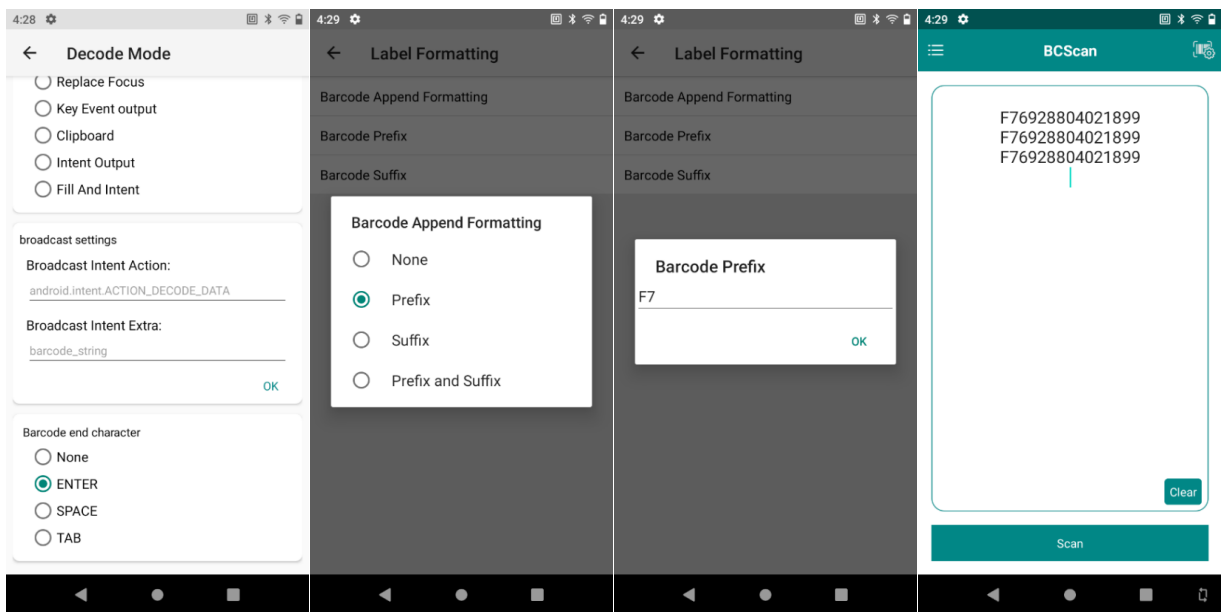 4:28
Decode Mode
Replace Focus
Key Event output
Clipboard
Intent Output
Fill And Intent
broadcast settings
Broadcast Intent Action:
android.intent.ACTION_DECODE_DATA
Broadcast Intent Extra:
barcode_string
OK
Barcode end character
None
ENTER
SPACE
TAB
4:29
Label Formatting
Barcode Append Formatting
Barcode Prefix
Barcode Suffix
Barcode Append Formatting
None
Prefix
Suffix
Prefix and Suffix
4:29
Label Formatting
Barcode Append Formatting
Barcode Prefix
Barcode Suffix
Barcode Prefix
F7
OK
4:29
BCScan
F76928804021899
F76928804021899
F76928804021899
Clear
Scan